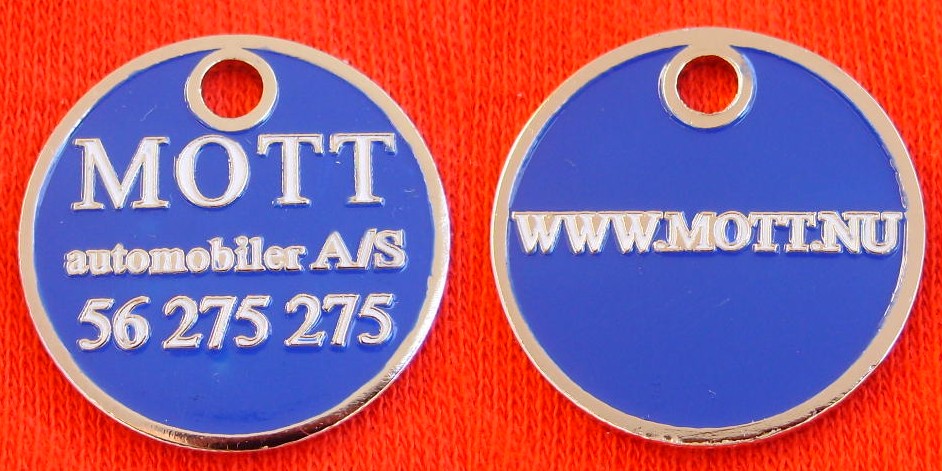 MOTT
automobiler A/S
56 275 275
WWW.MOTT.NU